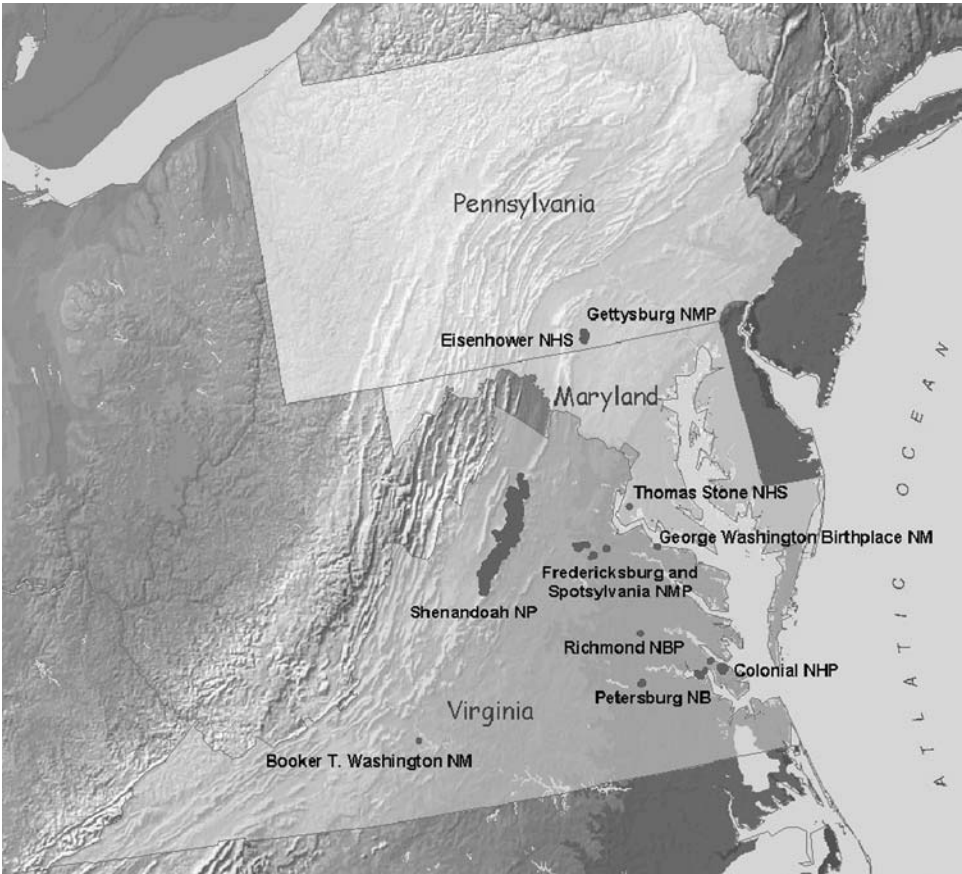 Pennsylvania
Gettysburg NMP
Eisenhower NHS
Maryland
Thomas Stone NHS
George Washington Birthplace NM
Fredericksburg and
Spotsylvania NMP
Shenandoah NP
Richmond NBP
Colonial NHP
Petersburg NB
Virginia
Booker T. Washington NM
ATLATIC OCEAN